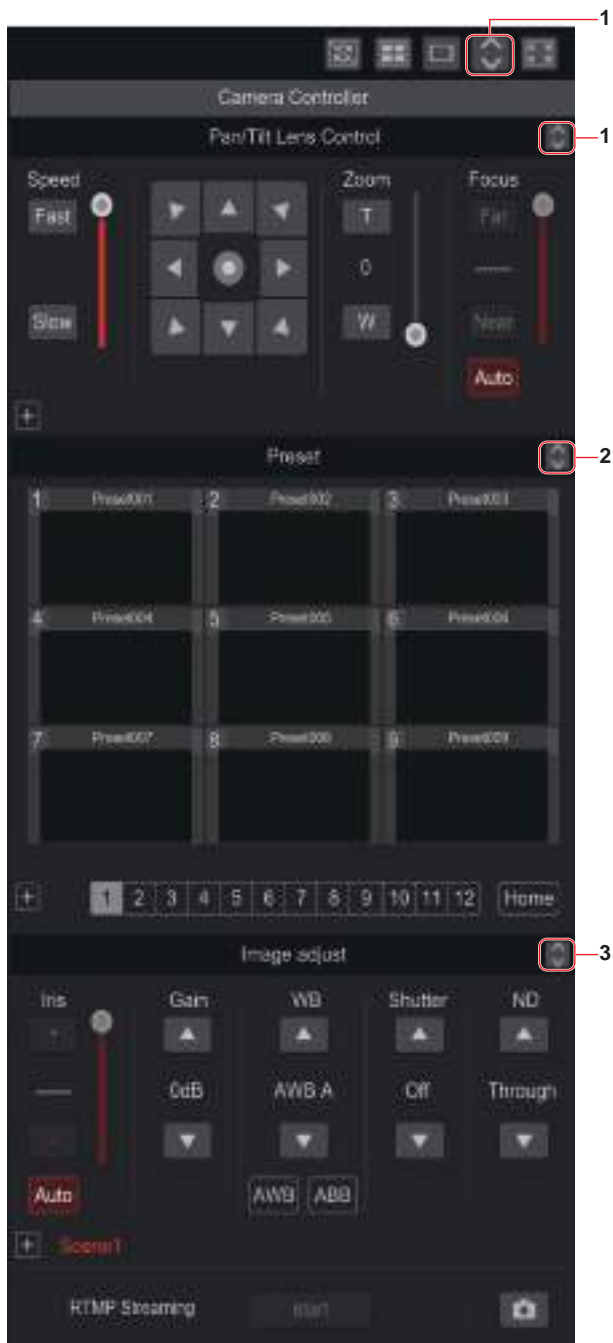 1
Camera Controller
Pan/Tilt Lens Control
1
Speed
Zoom
Focus
Fast
T
Far
0
Slow
W
Near
Auto
+
Preset
2
1 Preset001
2 Preset002
3 Preset003
4 Preset004
5 Preset005
6 Preset006
7 Preset007
8 Preset008
9 Preset009
+ 1 2 3 4 5 6 7 8 9 10 11 12 Home
Image adjust
3
Iris
Gain
WB
Shutter
ND
0dB
AWB A
Off
Through
Auto
AWB ABB
+ Scene1
RTMP Streaming
start